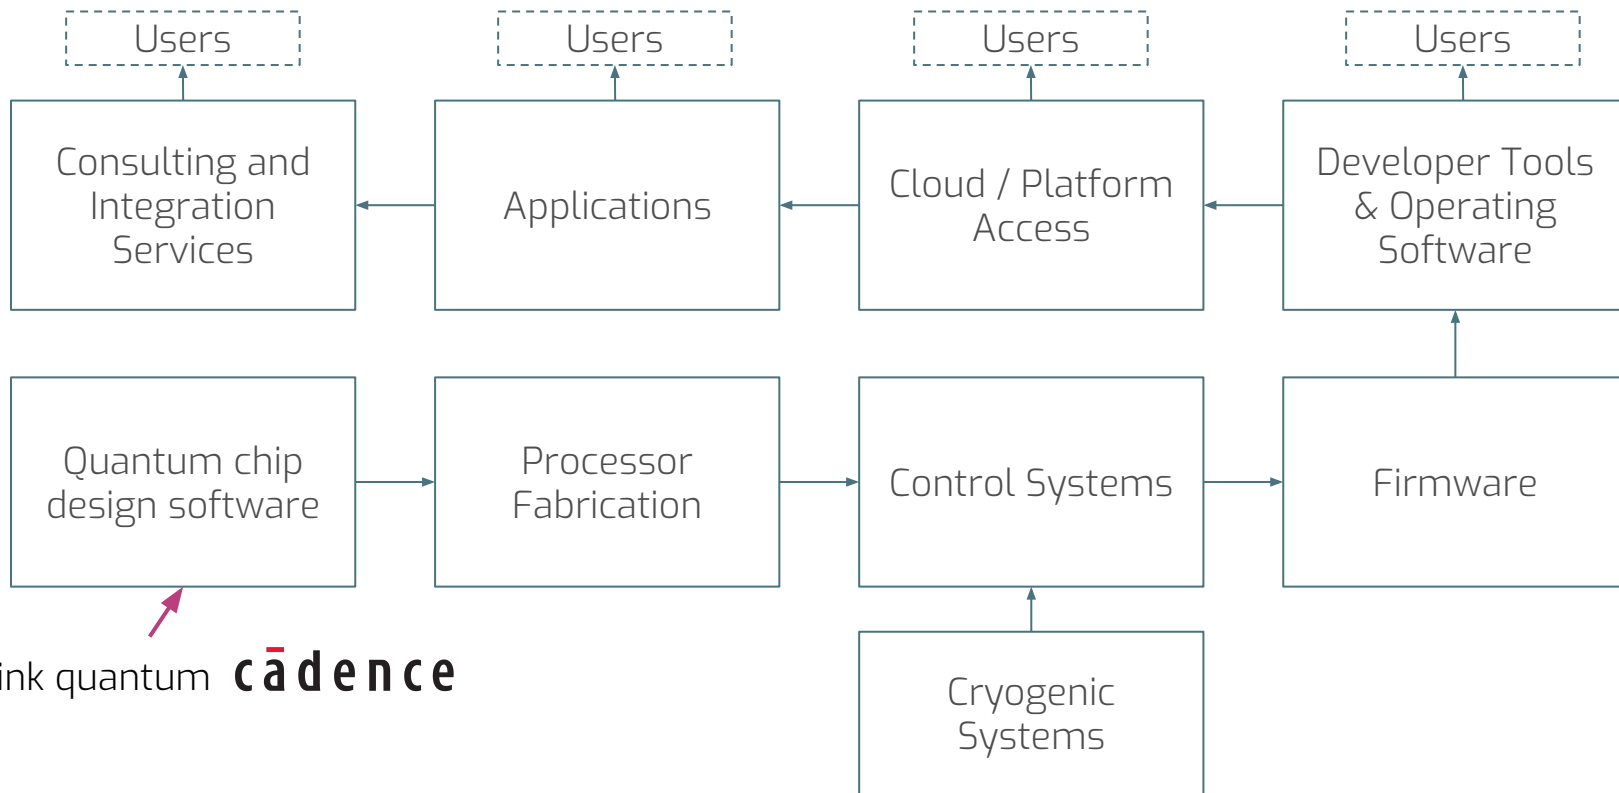 Users
Users
Users
Users
Consulting and
Integration
Services
Applications
Cloud / Platform
Access
Developer Tools
& Operating
Software
Quantum chip
design software
Processor
Fabrication
Control Systems
Firmware
ink quantum cādence
Cryogenic
Systems